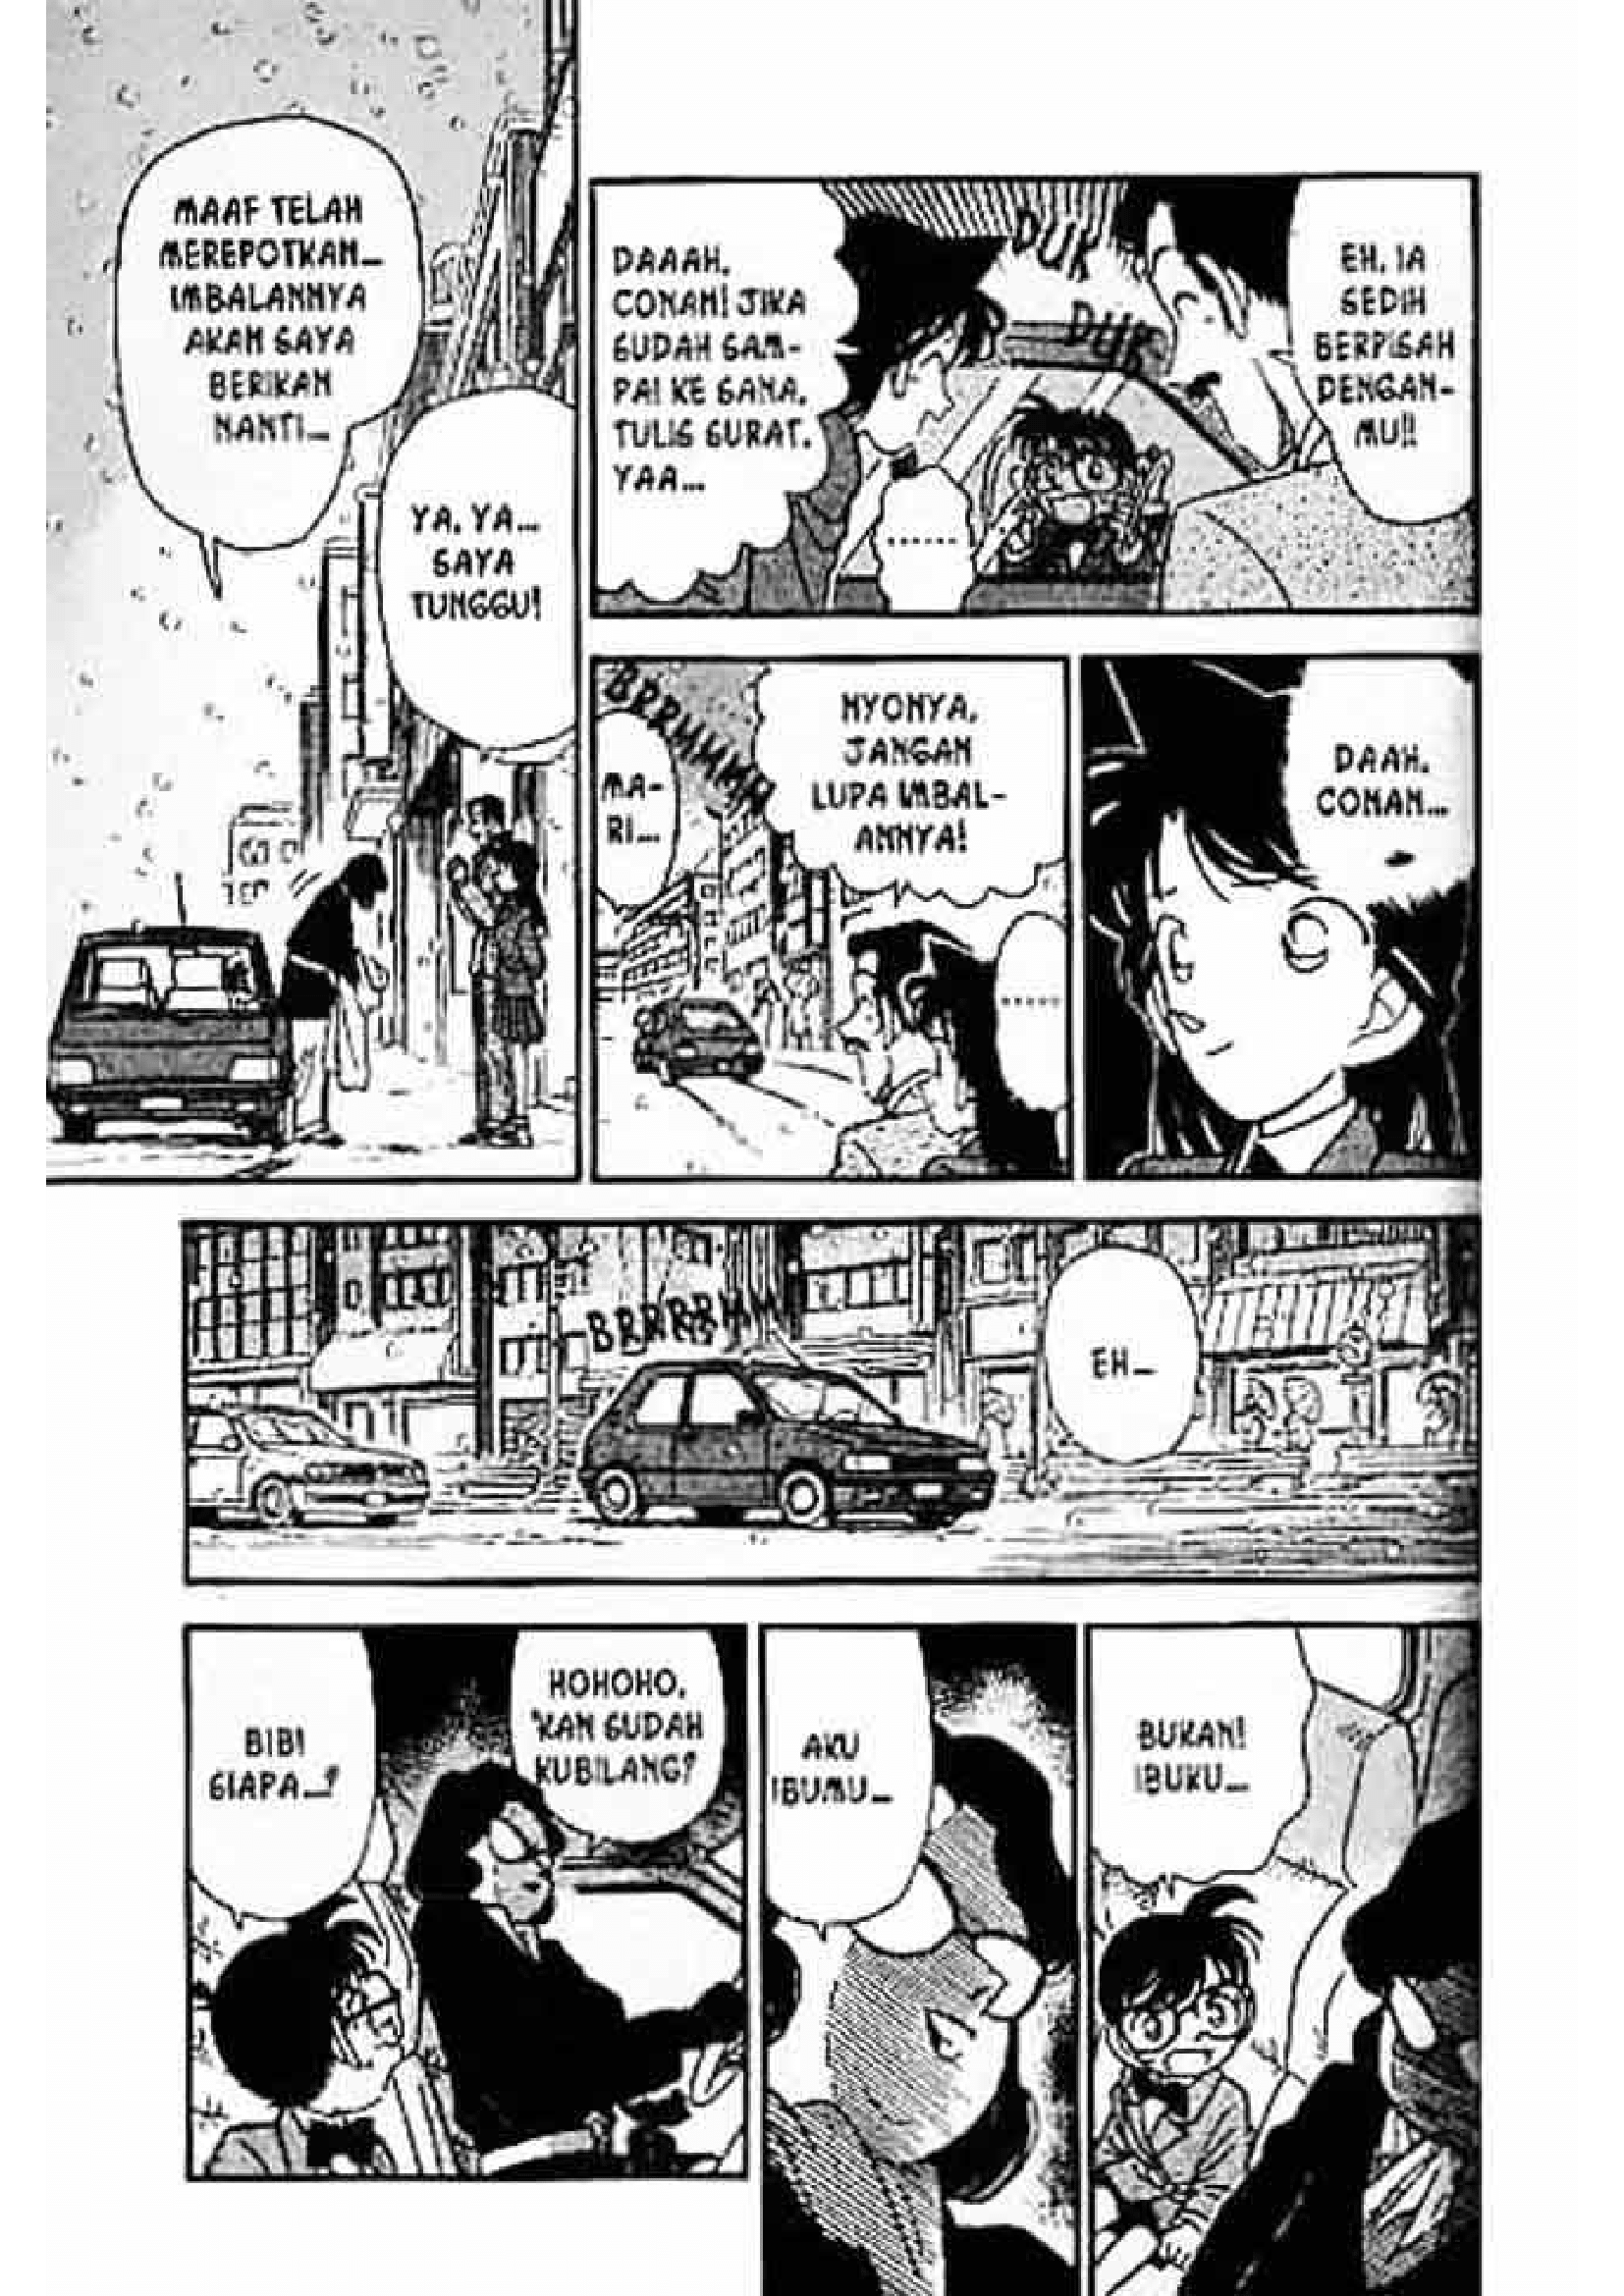 EH, IA
SEDIH
BERPISAH
DENGAN-
MU!!
DUK
DUK
DAAAH,
CONAN! JIKA
SUDAH SAM-
PAI KE SANA,
TULIS SURAT,
YAA...
......
MAAF TELAH
MEREPOTKAN...
IMBALANNYA
AKAN SAYA
BERIKAN
NANTI...
YA, YA...
SAYA
TUNGGU!
DAAH,
CONAN...
NYONYA,
JANGAN
LUPA IMBAL-
ANNYA!
.....
BRRRMMMM
MA-
RI...
EH...
BRRRRHMM
BUKAN!
IBUKU...
AKU
IBUMU...
HOHOHO,
'KAN SUDAH
KUBILANG?
BIBI
SIAPA...?